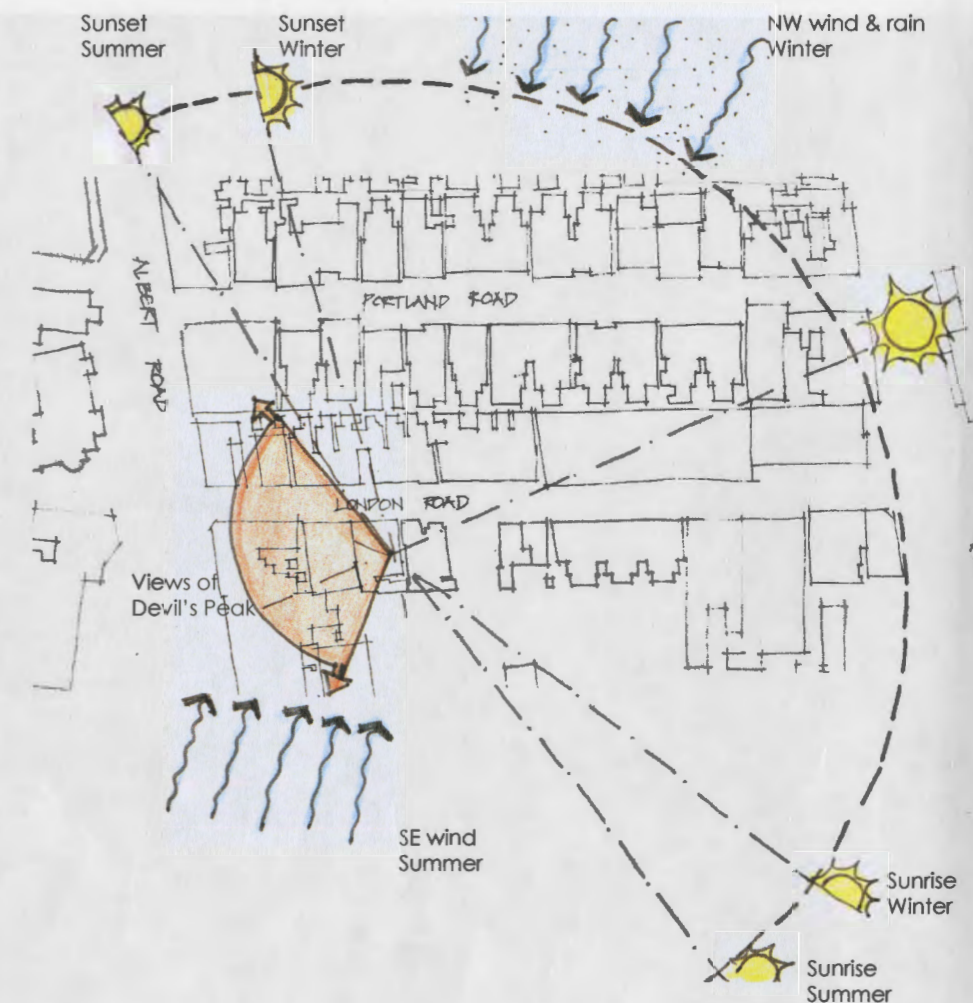 Sunset
Summer
Sunset
Winter
NW wind & rain
Winter
ALBERT ROAD
PORTLAND ROAD
LONDON ROAD
Views of
Devil's Peak
SE wind
Summer
Sunrise
Winter
Sunrise
Summer